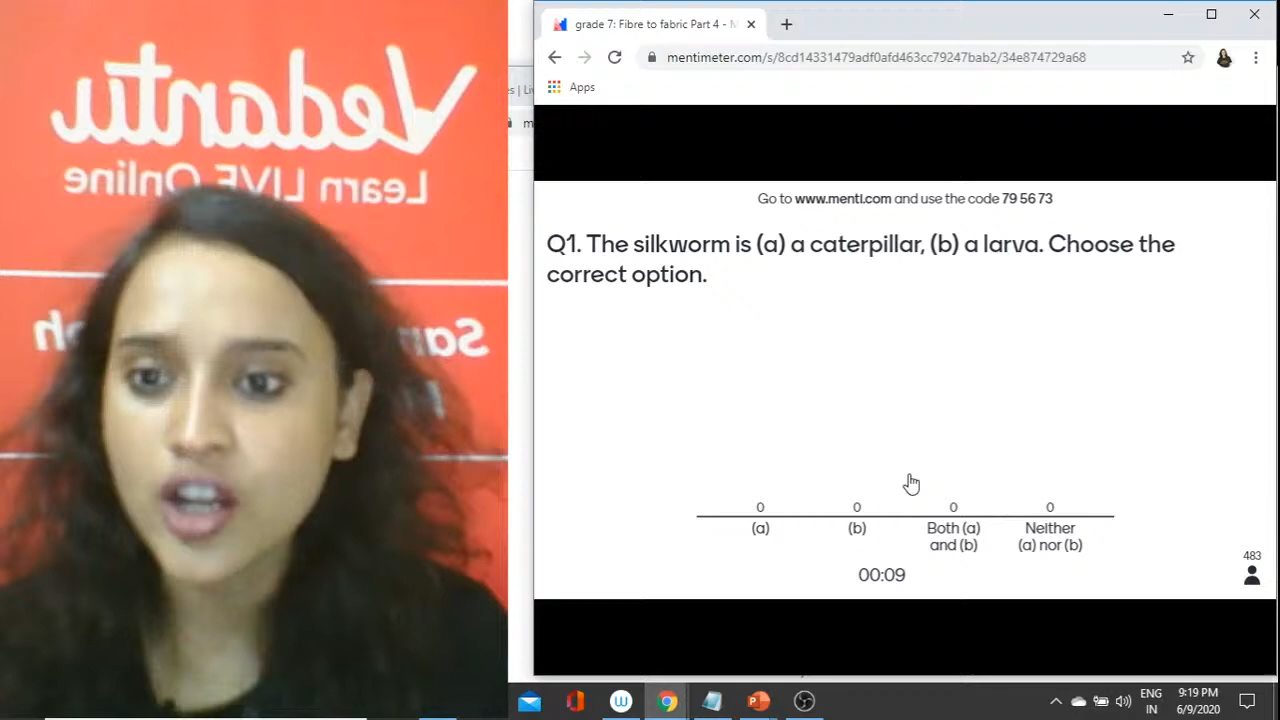 Vedantu
Learn LIVE Online
grade 7: Fibre to fabric Part 4 - M
mentimeter.com/s/8cd14331479adf0afd463cc79247bab2/34e874729a68
Apps
Go to www.menti.com and use the code 79 56 73
Q1. The silkworm is (a) a caterpillar, (b) a larva. Choose the
correct option.
0 0 0 0
(a) (b) Both (a) Neither
and (b) (a) nor (b)
483
00:09
ENG
IN
9:19 PM
6/9/2020